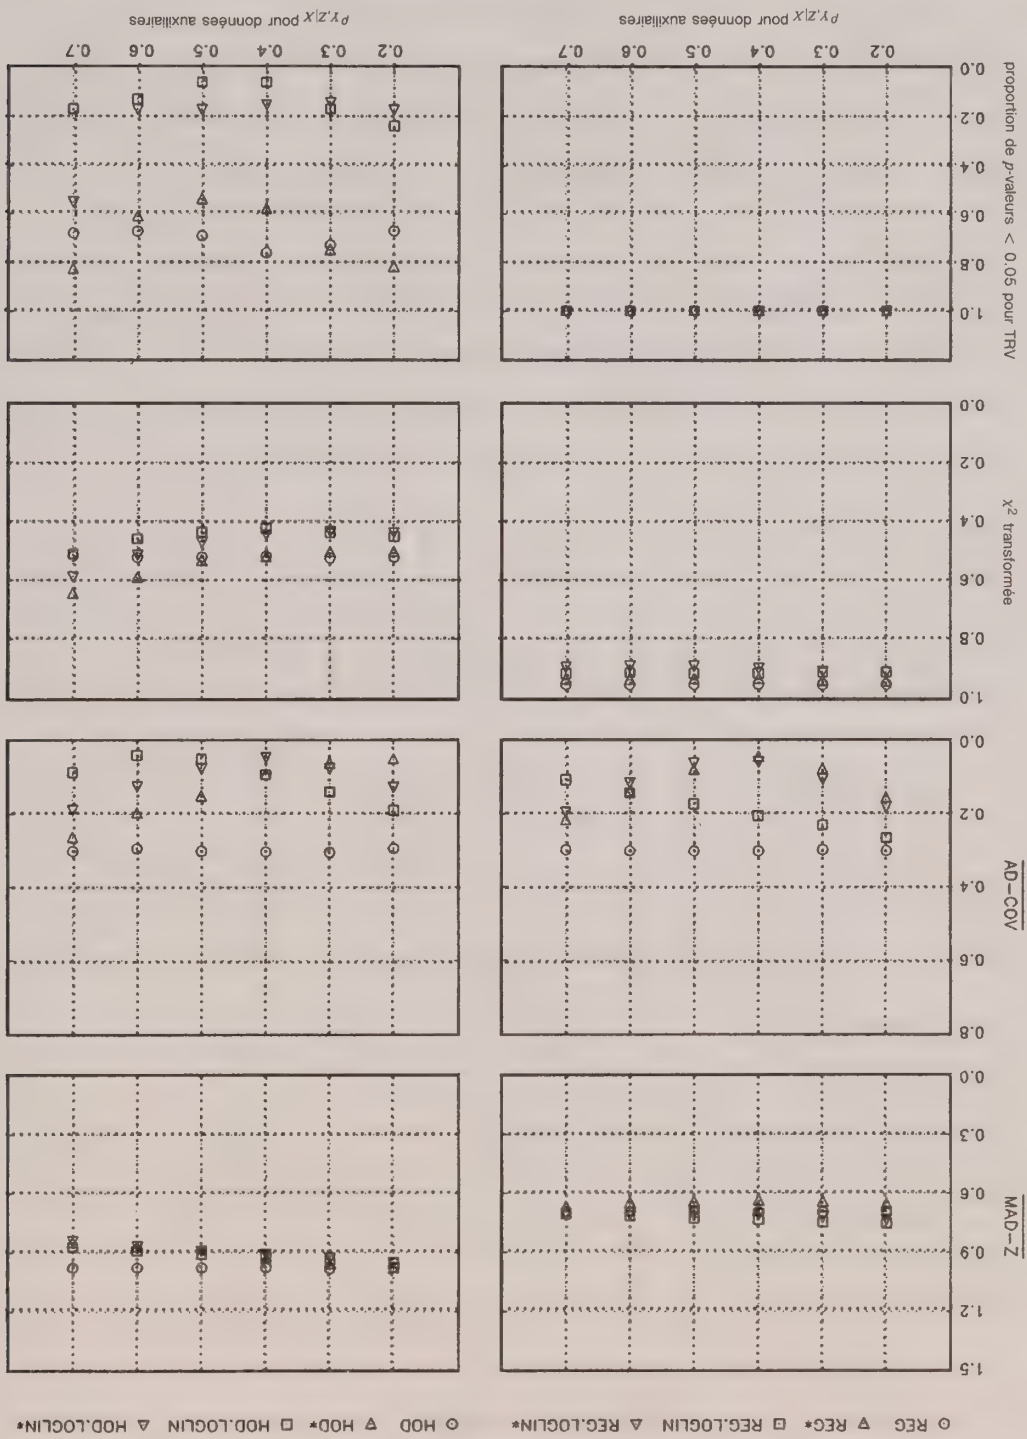 ○ REG △ REG* □ REG.LOGLIN ▽ REG.LOGLIN*
○ HOD △ HOD* □ HOD.LOGLIN ▽ HOD.LOGLIN*
MAD-Z
1.5
1.2
0.9
0.6
0.3
0.0
AD-COV
0.8
0.6
0.4
0.2
0.0
χ² transformée
1.0
0.8
0.6
0.4
0.2
0.0
proportion de p-valeurs < 0.05 pour TRV
1.0
0.8
0.6
0.4
0.2
0.0
0.2 0.3 0.4 0.5 0.6 0.7
ρY,Z|X pour données auxiliaires
0.2 0.3 0.4 0.5 0.6 0.7
ρY,Z|X pour données auxiliaires